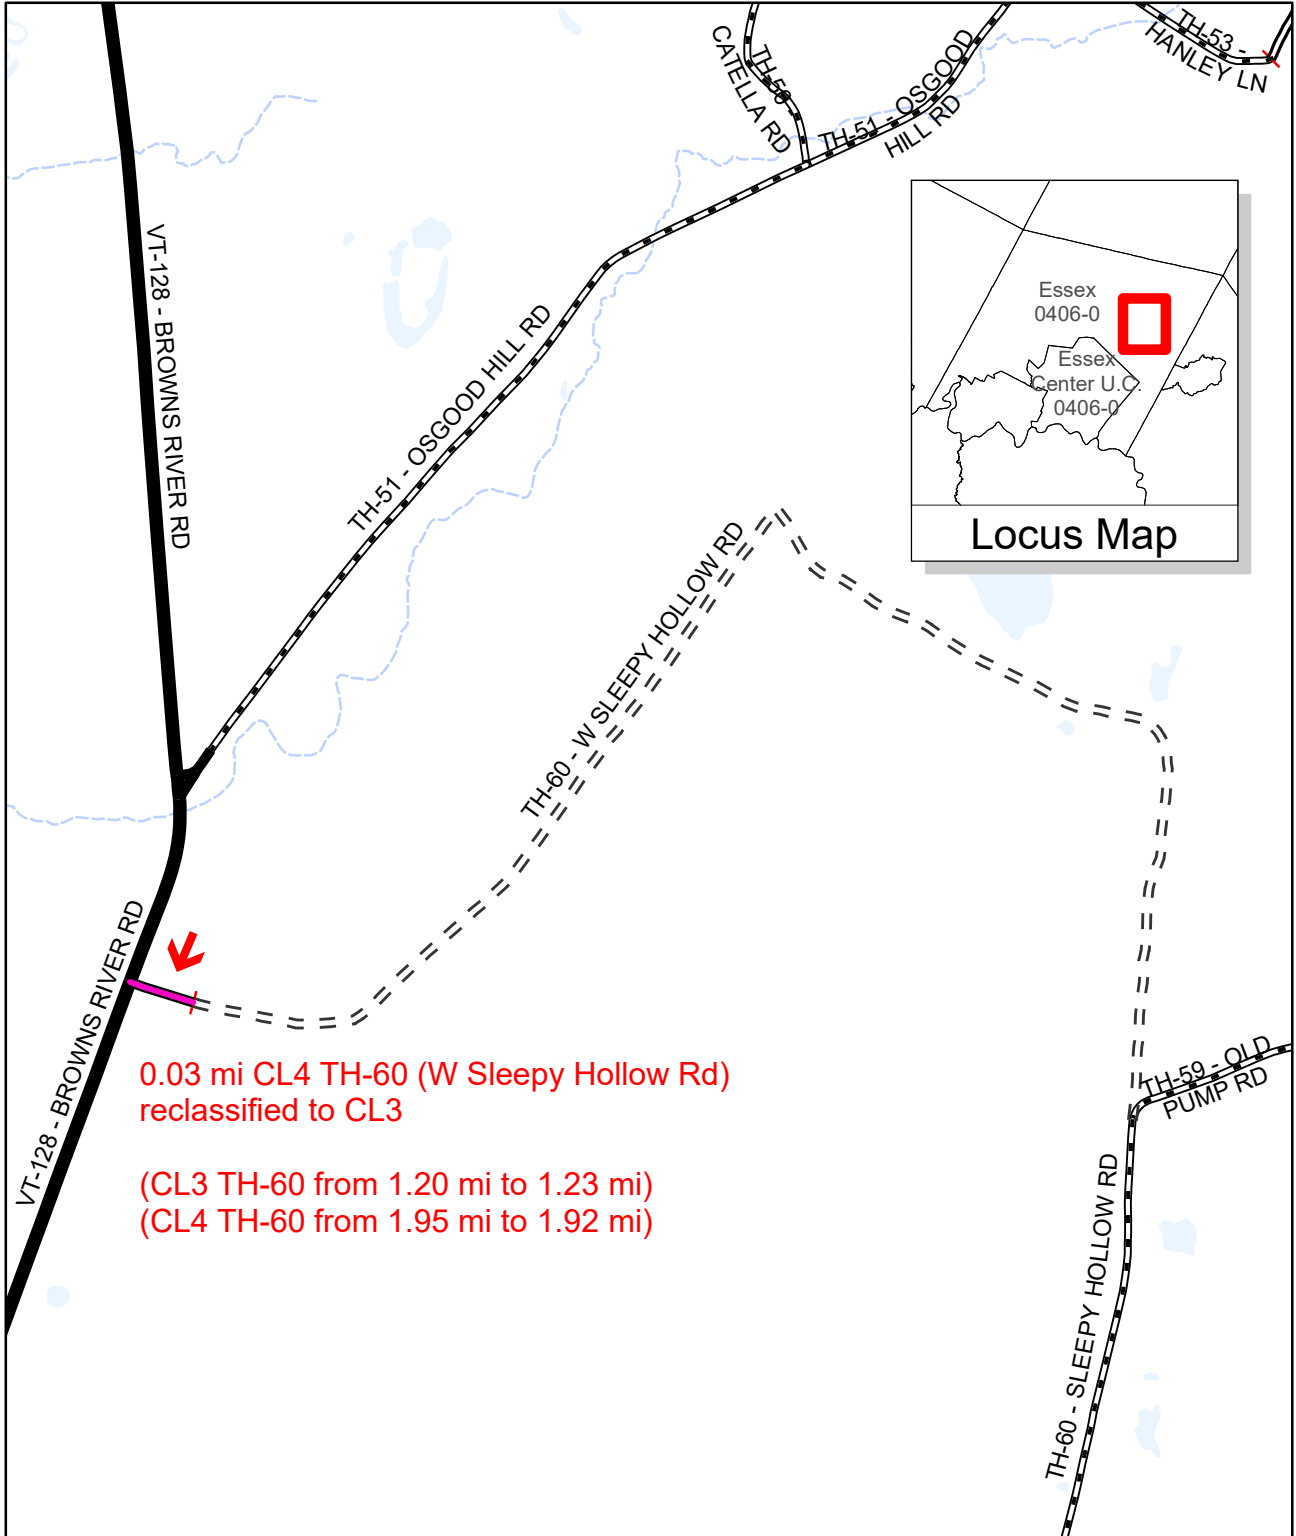 TH-53 -
HANLEY LN
CATELLA RD
TH-51 - OSGOOD
HILL RD
VT-128 - BROWNS RIVER RD
TH-51 - OSGOOD HILL RD
Essex
0406-0
Essex
Center U.C.
0406-0
Locus Map
TH-60 - W SLEEPY HOLLOW RD
VT-128 - BROWNS RIVER RD
0.03 mi CL4 TH-60 (W Sleepy Hollow Rd)
reclassified to CL3
(CL3 TH-60 from 1.20 mi to 1.23 mi)
(CL4 TH-60 from 1.95 mi to 1.92 mi)
TH-59 - OLD
PUMP RD
TH-60 - SLEEPY HOLLOW RD